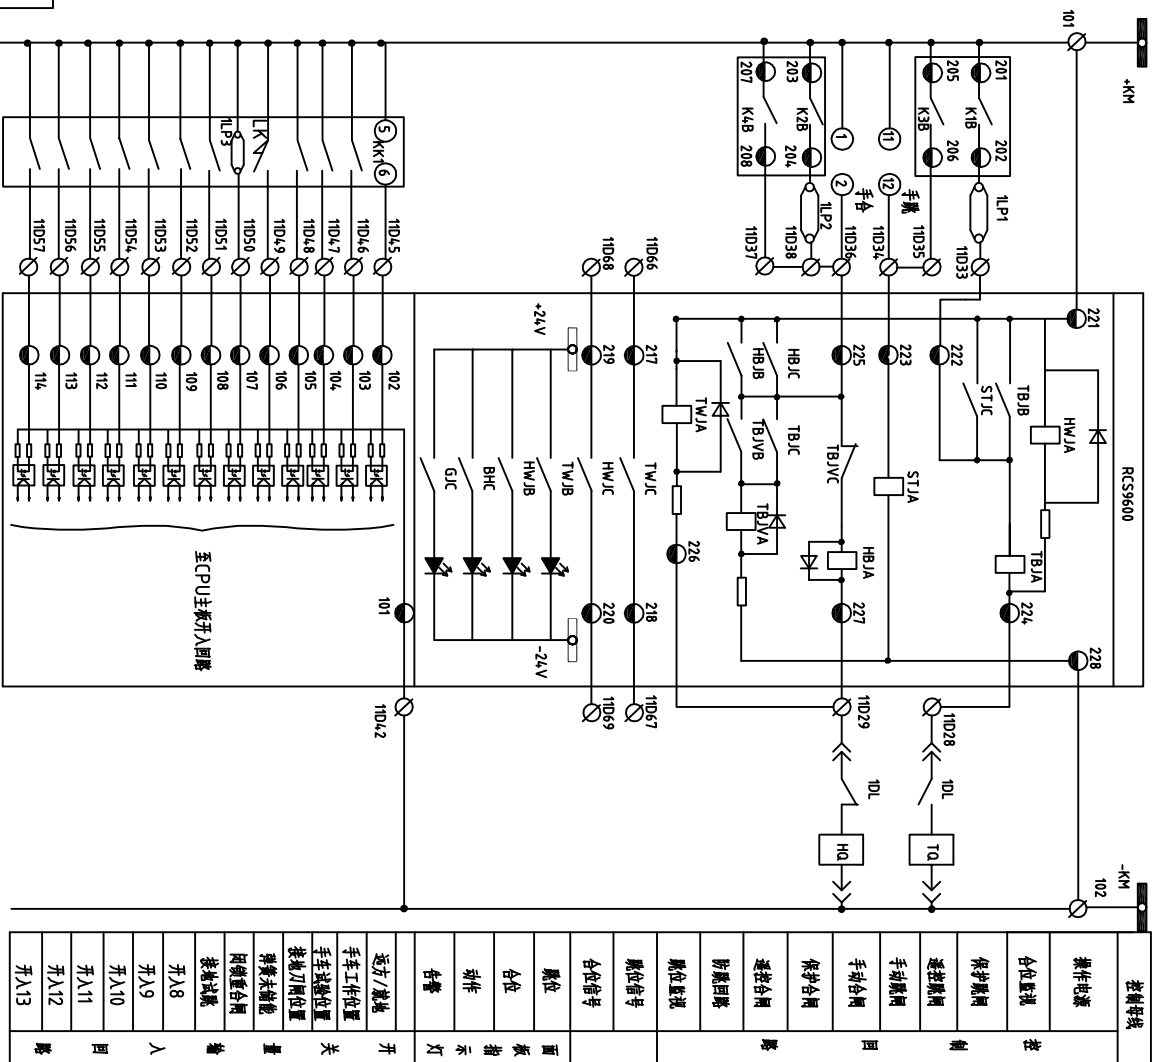 +KM
101
201
202
K1B
1LP1
11D33
205
206
K3B
11D35
11
12
手跳
11D34
1
2
手合
11D36
203
204
K2B
1LP2
11D38
207
208
K4B
11D37
11D66
11D68
5
KK1
6
LK
1LP3
11D45
11D46
11D47
11D48
11D49
11D50
11D51
11D52
11D53
11D54
11D55
11D56
11D57
RCS9600
221
222
223
225
217
219
+24V
102
103
104
105
106
107
108
109
110
111
112
113
114
HWJA
TBJB
STJC
TBJA
STJA
TBJVC
HBJA
HBJC
HBJB
TBJC
TBJVB
TBJVA
TWJA
TWJC
HWJC
TWJB
HWJB
BHC
GJC
224
228
227
226
218
220
-24V
101
至CPU主板开入回路
11D28
11D29
11D67
11D69
11D42
1DL
1DL
TQ
HQ
-KM
102
控制母线
操作电源
合位监视
保护跳闸
遥控跳闸
手动跳闸
手动合闸
保护合闸
遥控合闸
防跳回路
跳位监视
控制回路
跳位信号
合位信号
跳位
合位
动作
告警
面板指示灯
远方/就地
手车工作位置
手车试验位置
接地刀闸位置
弹簧未储能
闭锁重合闸
接地试跳
开入8
开入9
开入10
开入11
开入12
开入13
开关量输入回路